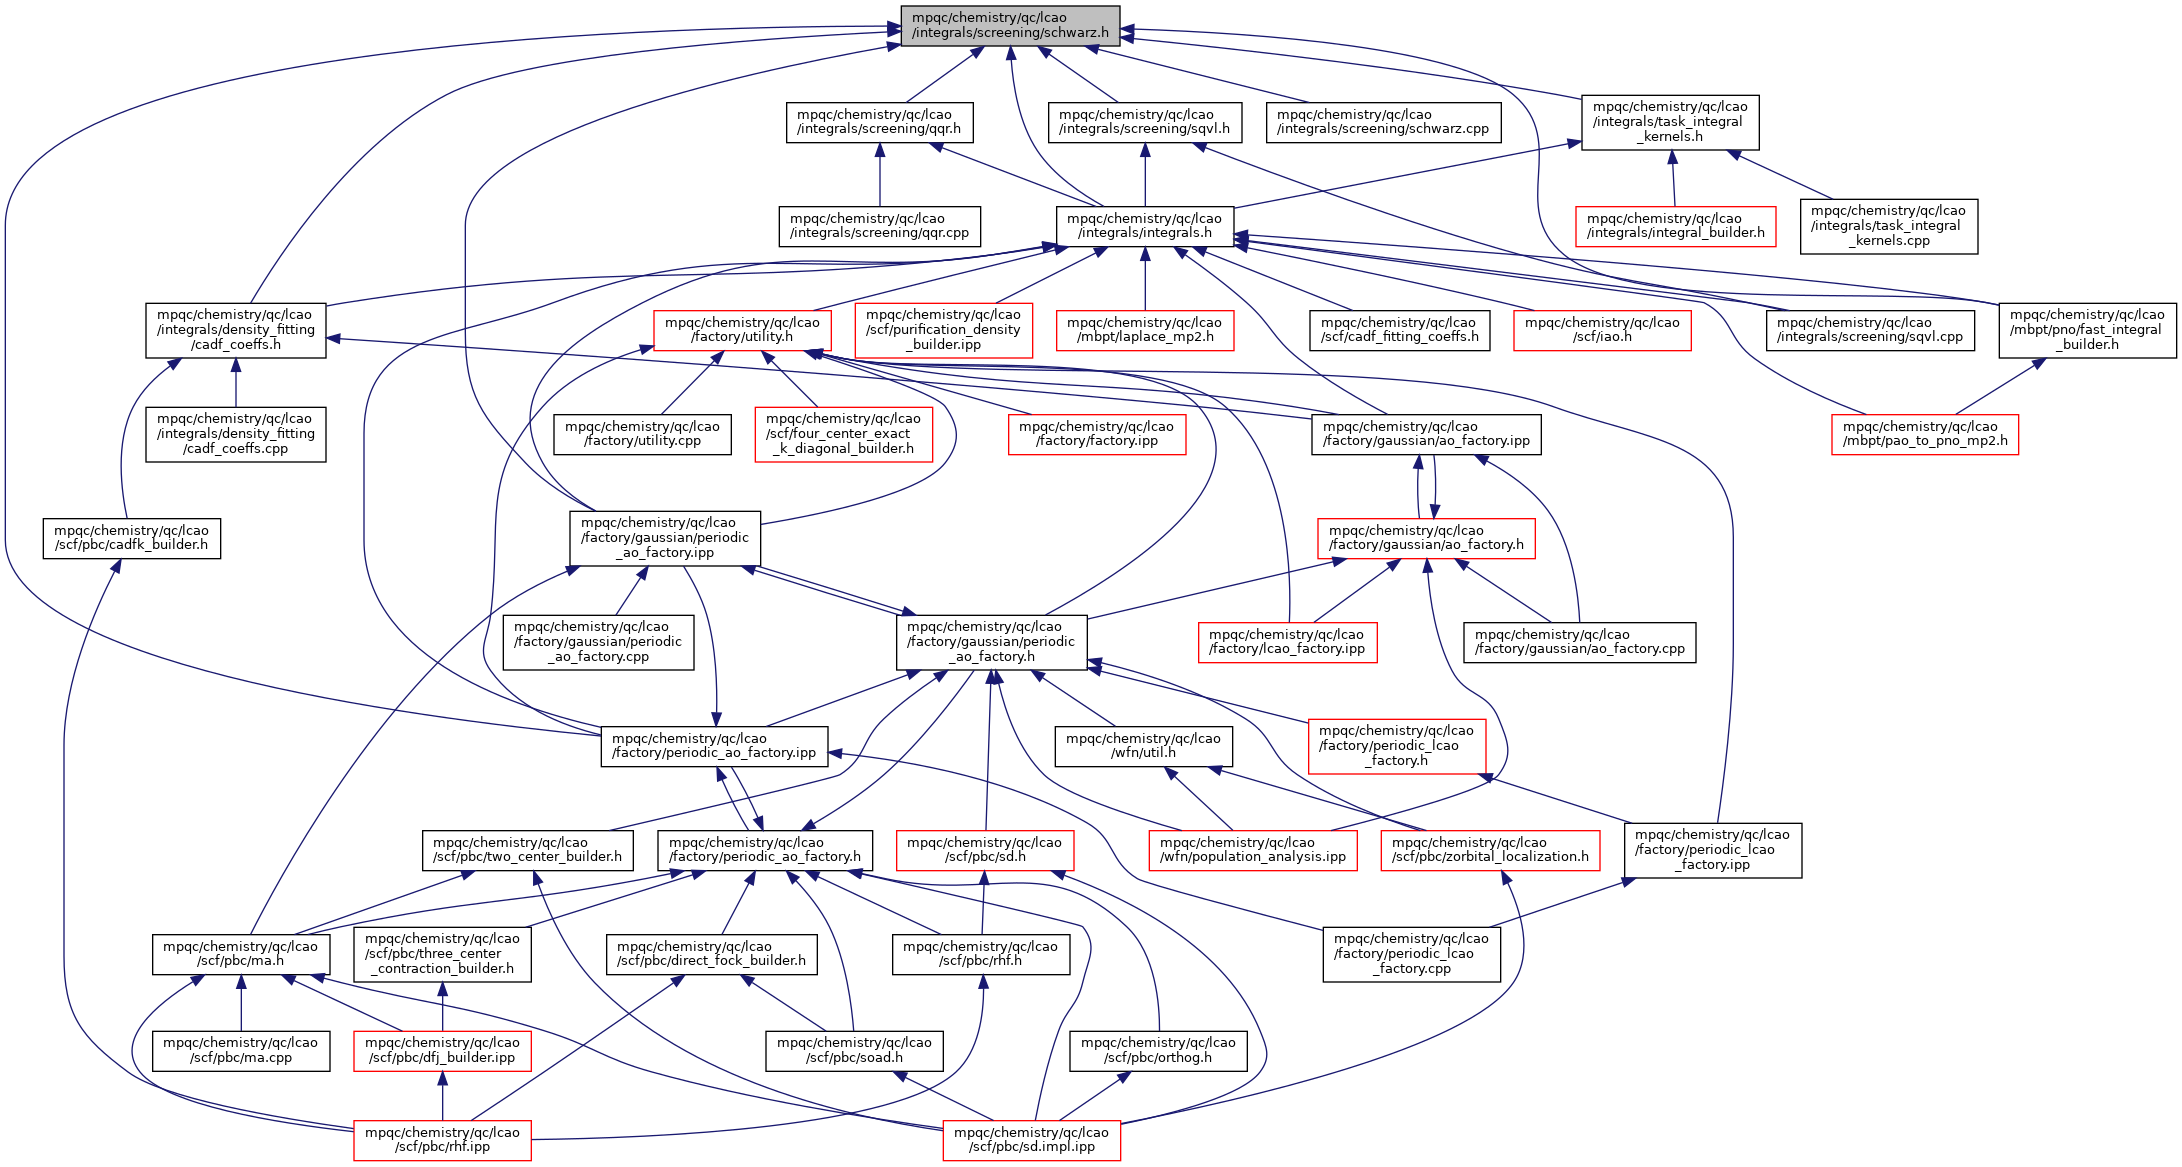 mpqc/chemistry/qc/lcao
/integrals/screening/schwarz.h
mpqc/chemistry/qc/lcao
/integrals/screening/qqr.h
mpqc/chemistry/qc/lcao
/integrals/screening/sqvl.h
mpqc/chemistry/qc/lcao
/integrals/screening/schwarz.cpp
mpqc/chemistry/qc/lcao
/integrals/task_integral
_kernels.h
mpqc/chemistry/qc/lcao
/integrals/screening/qqr.cpp
mpqc/chemistry/qc/lcao
/integrals/integrals.h
mpqc/chemistry/qc/lcao
/integrals/integral_builder.h
mpqc/chemistry/qc/lcao
/integrals/task_integral
_kernels.cpp
mpqc/chemistry/qc/lcao
/integrals/density_fitting
/cadf_coeffs.h
mpqc/chemistry/qc/lcao
/factory/utility.h
mpqc/chemistry/qc/lcao
/scf/purification_density
_builder.ipp
mpqc/chemistry/qc/lcao
/mbpt/laplace_mp2.h
mpqc/chemistry/qc/lcao
/scf/cadf_fitting_coeffs.h
mpqc/chemistry/qc/lcao
/scf/iao.h
mpqc/chemistry/qc/lcao
/integrals/screening/sqvl.cpp
mpqc/chemistry/qc/lcao
/mbpt/pno/fast_integral
_builder.h
mpqc/chemistry/qc/lcao
/integrals/density_fitting
/cadf_coeffs.cpp
mpqc/chemistry/qc/lcao
/factory/utility.cpp
mpqc/chemistry/qc/lcao
/scf/four_center_exact
_k_diagonal_builder.h
mpqc/chemistry/qc/lcao
/factory/factory.ipp
mpqc/chemistry/qc/lcao
/factory/gaussian/ao_factory.ipp
mpqc/chemistry/qc/lcao
/mbpt/pao_to_pno_mp2.h
mpqc/chemistry/qc/lcao
/scf/pbc/cadfk_builder.h
mpqc/chemistry/qc/lcao
/factory/gaussian/periodic
_ao_factory.ipp
mpqc/chemistry/qc/lcao
/factory/gaussian/ao_factory.h
mpqc/chemistry/qc/lcao
/factory/gaussian/periodic
_ao_factory.cpp
mpqc/chemistry/qc/lcao
/factory/gaussian/periodic
_ao_factory.h
mpqc/chemistry/qc/lcao
/factory/lcao_factory.ipp
mpqc/chemistry/qc/lcao
/factory/gaussian/ao_factory.cpp
mpqc/chemistry/qc/lcao
/factory/periodic_ao_factory.ipp
mpqc/chemistry/qc/lcao
/wfn/util.h
mpqc/chemistry/qc/lcao
/factory/periodic_lcao
_factory.h
mpqc/chemistry/qc/lcao
/scf/pbc/two_center_builder.h
mpqc/chemistry/qc/lcao
/factory/periodic_ao_factory.h
mpqc/chemistry/qc/lcao
/scf/pbc/sd.h
mpqc/chemistry/qc/lcao
/wfn/population_analysis.ipp
mpqc/chemistry/qc/lcao
/scf/pbc/zorbital_localization.h
mpqc/chemistry/qc/lcao
/factory/periodic_lcao
_factory.ipp
mpqc/chemistry/qc/lcao
/scf/pbc/ma.h
mpqc/chemistry/qc/lcao
/scf/pbc/three_center
_contraction_builder.h
mpqc/chemistry/qc/lcao
/scf/pbc/direct_fock_builder.h
mpqc/chemistry/qc/lcao
/scf/pbc/rhf.h
mpqc/chemistry/qc/lcao
/factory/periodic_lcao
_factory.cpp
mpqc/chemistry/qc/lcao
/scf/pbc/ma.cpp
mpqc/chemistry/qc/lcao
/scf/pbc/dfj_builder.ipp
mpqc/chemistry/qc/lcao
/scf/pbc/soad.h
mpqc/chemistry/qc/lcao
/scf/pbc/orthog.h
mpqc/chemistry/qc/lcao
/scf/pbc/rhf.ipp
mpqc/chemistry/qc/lcao
/scf/pbc/sd.impl.ipp